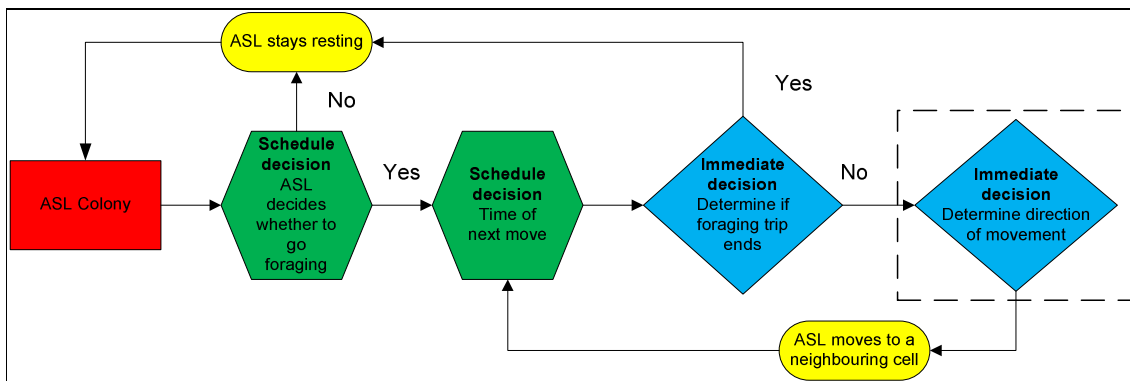 ASL stays resting
No
Yes
Schedule
decision
ASL
decides
whether to
go
foraging
Yes
Schedule
decision
Time of
next move
Immediate
decision
Determine if
foraging trip
ends
No
Immediate
decision
Determine direction
of movement
ASL Colony
ASL moves to a
neighbouring cell